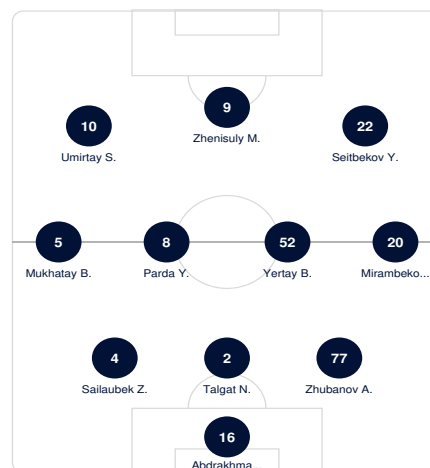 9
10
22
Zhenisuly M.
Umirtay S.
Seitbekov Y.
5
8
52
20
Mukhatay B.
Parda Y.
Yertay B.
Mirambeko...
4
2
77
Sailaubek Z.
Talgat N.
Zhubanov A.
16
Abdrakhma...